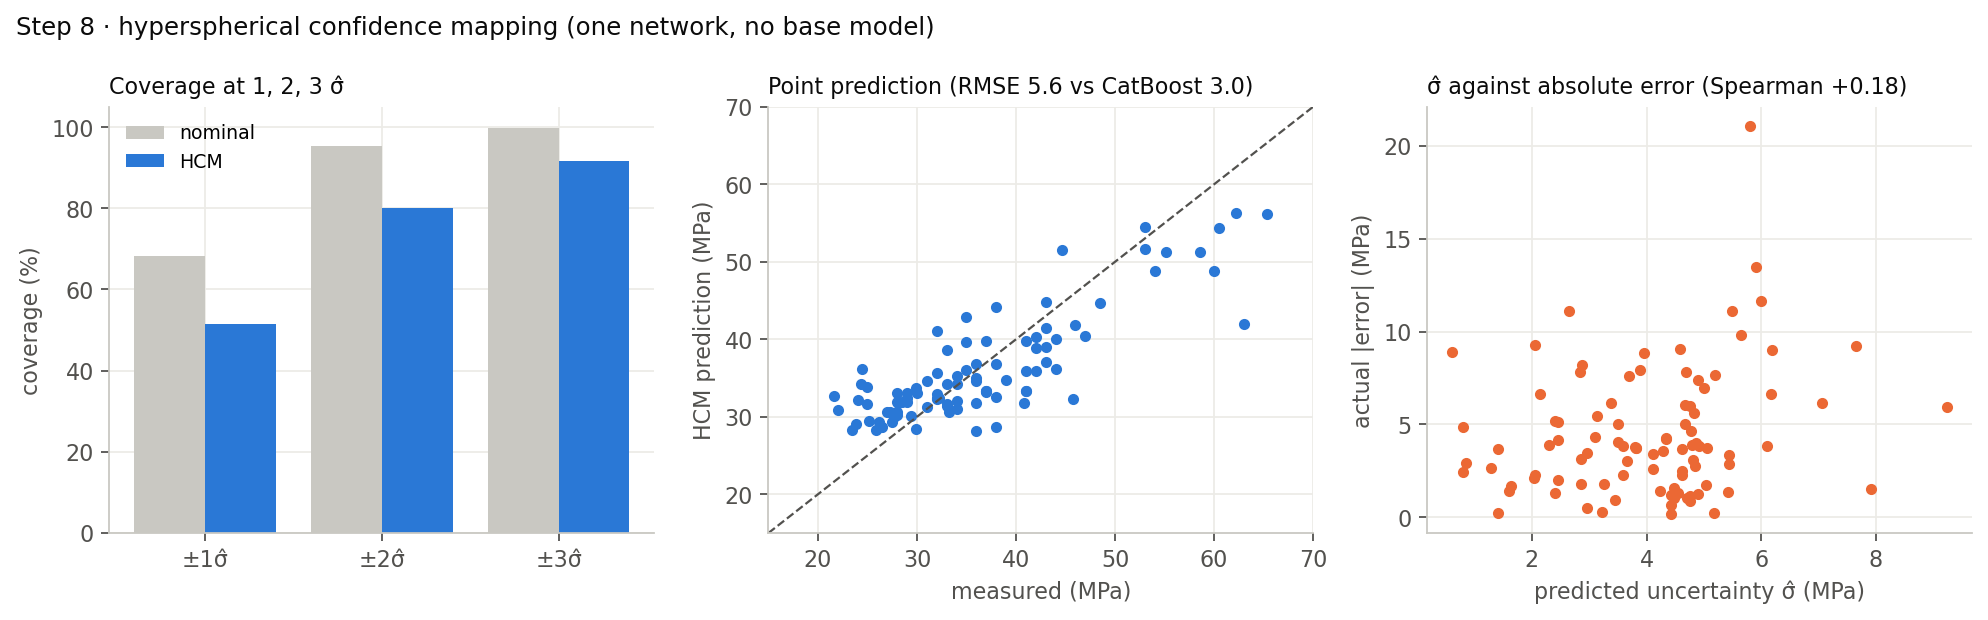 Step 8 · hyperspherical confidence mapping (one network, no base model)
Coverage at 1, 2, 3 σ̂
nominal
HCM
coverage (%)
100
80
60
40
20
0
±1σ̂
±2σ̂
±3σ̂
Point prediction (RMSE 5.6 vs CatBoost 3.0)
HCM prediction (MPa)
70
60
50
40
30
20
20
30
40
50
60
70
measured (MPa)
σ̂ against absolute error (Spearman +0.18)
actual |error| (MPa)
20
15
10
5
0
2
4
6
8
predicted uncertainty σ̂ (MPa)